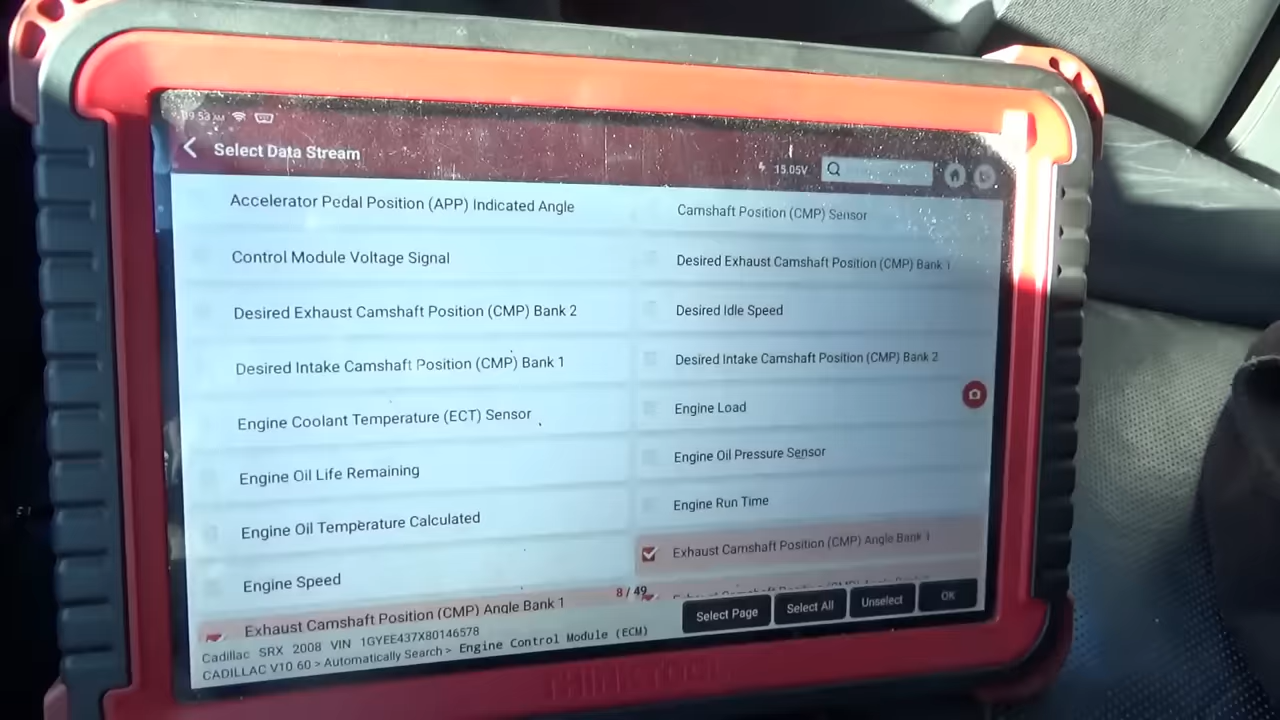 09 53 AM
Select Data Stream
15.05V
Accelerator Pedal Position (APP) Indicated Angle
Camshaft Position (CMP) Sensor
Control Module Voltage Signal
Desired Exhaust Camshaft Position (CMP) Bank 1
Desired Exhaust Camshaft Position (CMP) Bank 2
Desired Idle Speed
Desired Intake Camshaft Position (CMP) Bank 1
Desired Intake Camshaft Position (CMP) Bank 2
Engine Coolant Temperature (ECT) Sensor
Engine Load
Engine Oil Life Remaining
Engine Oil Pressure Sensor
Engine Oil Temperature Calculated
Engine Run Time
Engine Speed
Exhaust Camshaft Position (CMP) Angle Bank 1
Exhaust Camshaft Position (CMP) Angle Bank 1
8 / 49
Select Page
Select All
Unselect
OK
Cadillac SRX 2008 VIN 1GYEE437X80146578
CADILLAC V10 60 > Automatically Search > Engine Control Module (ECM)